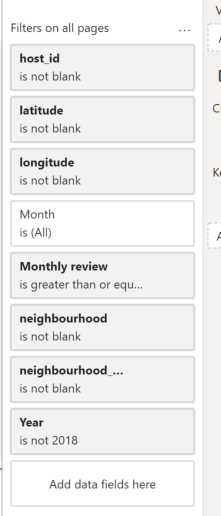 Filters on all pages ...
host_id
is not blank
latitude
is not blank
longitude
is not blank
Month
is (All)
Monthly review
is greater than or equ...
neighbourhood
is not blank
neighbourhood_...
is not blank
Year
is not 2018
Add data fields here